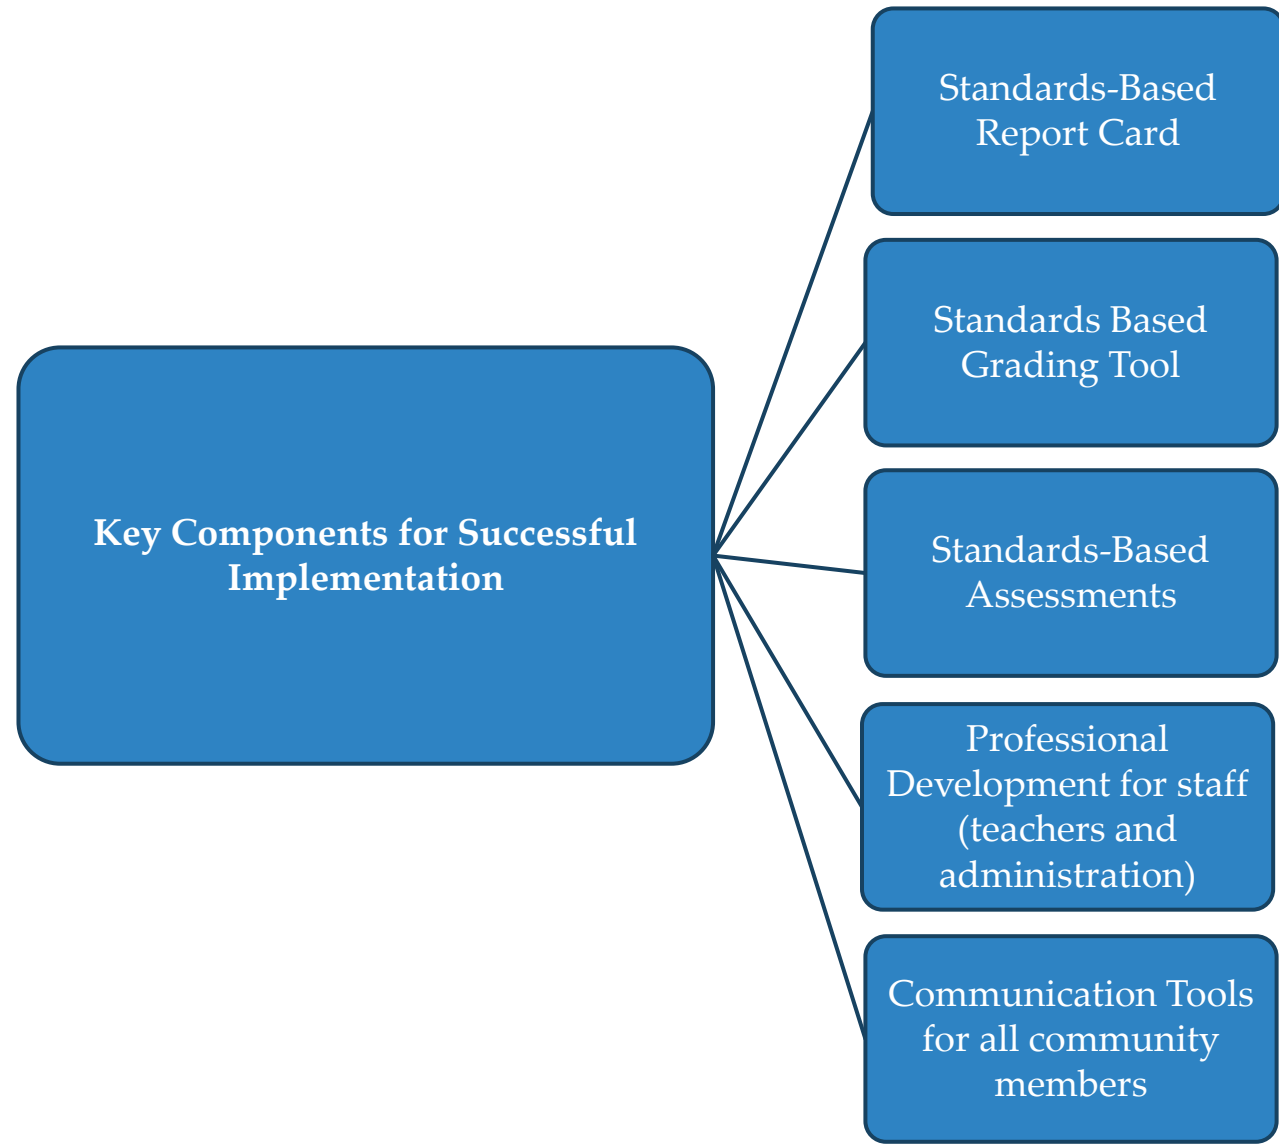 Key Components for Successful
Implementation
Standards-Based
Report Card
Standards Based
Grading Tool
Standards-Based
Assessments
Professional
Development for staff
(teachers and
administration)
Communication Tools
for all community
members